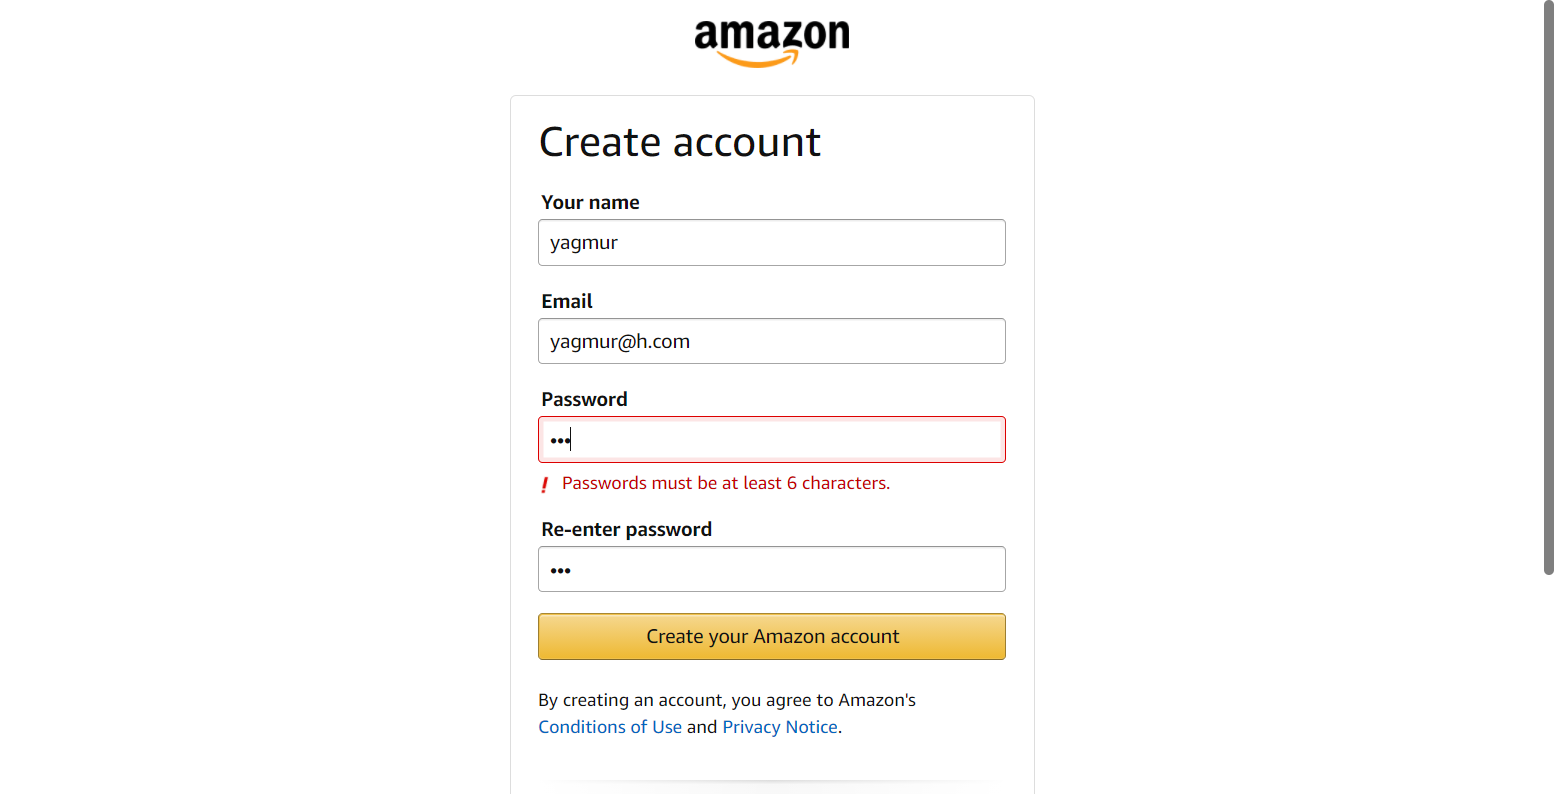 amazon
Create account
Your name
yagmur
Email
yagmur@h.com
Password
•••
! Passwords must be at least 6 characters.
Re-enter password
•••
Create your Amazon account
By creating an account, you agree to Amazon's
Conditions of Use and Privacy Notice.